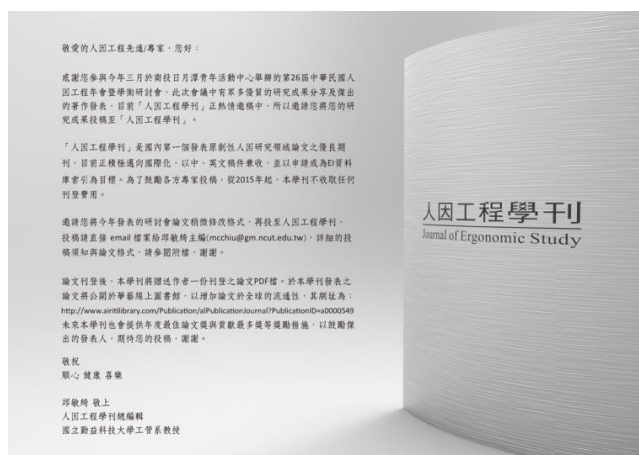 敬愛的人因工程先進/專家，您好：
感謝您參與今年三月於南投日月潭青年活動中心舉辦的第26屆中華民國人
因工程年會暨學術研討會，此次會議中有眾多優質的研究成果分享及傑出
的著作發表，目前「人因工程學刊」正熱情邀稿中，所以邀請您將您的研
究成果投稿至「人因工程學刊」。
「人因工程學刊」是國內第一個發表原創性人因研究領域論文之優良期
刊，目前正積極邁向國際化，以中、英文稿件兼收，並以申請成為EI資料
庫索引為目標。為了鼓勵各方專家投稿，從2015年起，本學刊不收取任何
刊登費用。
邀請您將今年發表的研討會論文稍微修改格式，再投至人因工程學刊，
投稿請直接 email 檔案給邱敏綺主編(mcchiu@gm.ncut.edu.tw)，詳細的投
稿須知與論文格式，請參閱附檔，謝謝。
論文刊登後，本學刊將贈送作者一份刊登之論文PDF檔。於本學刊發表之
論文將公開於華藝線上圖書館，以增加論文於全球的流通性，其網址為：
http://www.airitilibrary.com/Publication/alPublicationJournal?PublicationID=a0000549
未來本學刊也會提供年度最佳論文獎與貢獻最多獎等獎勵措施，以鼓勵傑
出的發表人，期待您的投稿，謝謝。
敬祝
順心 健康 喜樂
邱敏綺 敬上
人因工程學刊總編輯
國立勤益科技大學工管系教授
人因工程學刊
Journal of Ergonomic Study